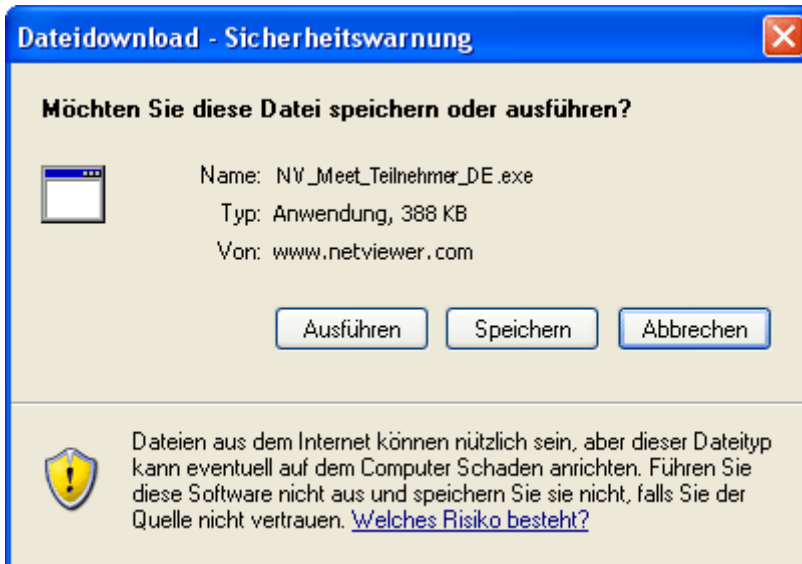 Dateidownload - Sicherheitswarnung
Möchten Sie diese Datei speichern oder ausführen?
Name: NV_Meet_Teilnehmer_DE.exe
Typ: Anwendung, 388 KB
Von: www.netviewer.com
Ausführen Speichern Abbrechen
Dateien aus dem Internet können nützlich sein, aber dieser Dateityp
kann eventuell auf dem Computer Schaden anrichten. Führen Sie
diese Software nicht aus und speichern Sie sie nicht, falls Sie der
Quelle nicht vertrauen. Welches Risiko besteht?